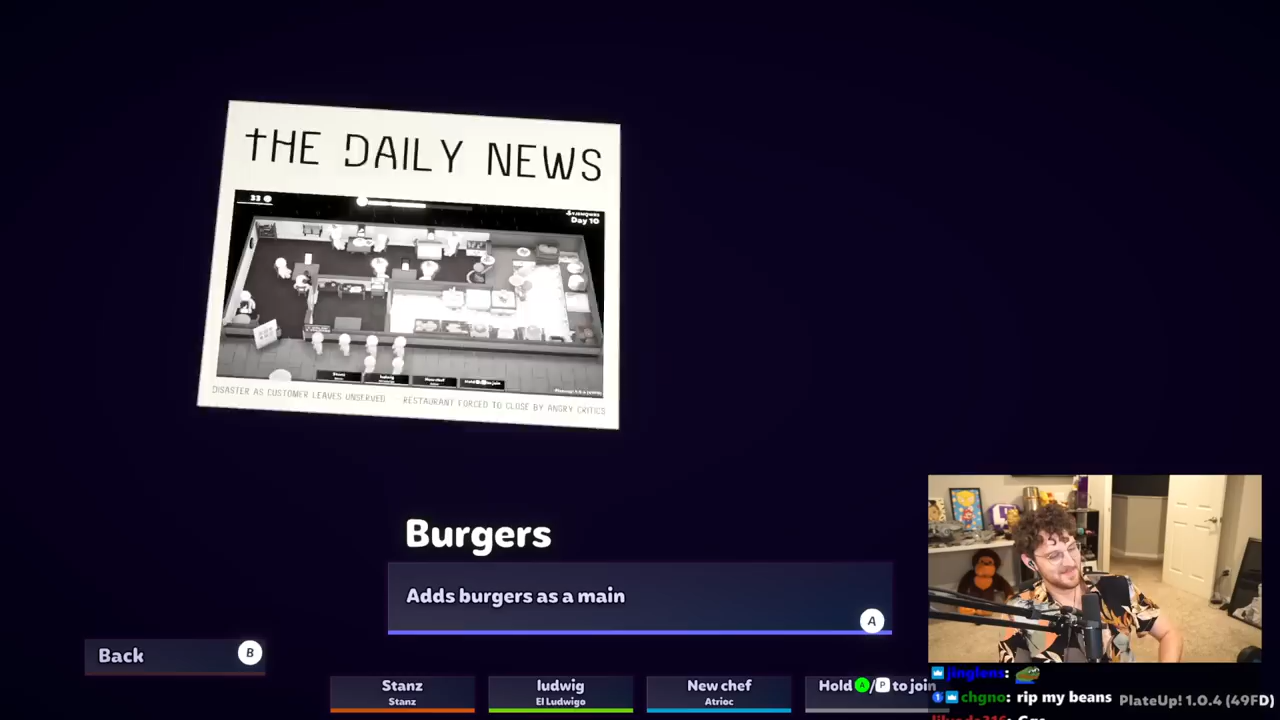 THE DAILY NEWS
33
Day 10
DISASTER AS CUSTOMER LEAVES UNSERVED
RESTAURANT FORCED TO CLOSE BY ANGRY CRITICS
Burgers
Adds burgers as a main
A
Back
B
Stanz
Stanz
ludwig
El Ludwigo
New chef
Atrioc
Hold A/P to join
jinglens:
chgno: rip my beans
PlateUp! 1.0.4 (49FD)